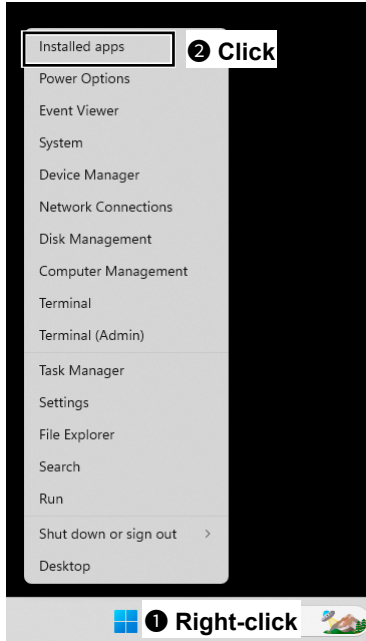 Installed apps
❷ Click
Power Options
Event Viewer
System
Device Manager
Network Connections
Disk Management
Computer Management
Terminal
Terminal (Admin)
Task Manager
Settings
File Explorer
Search
Run
Shut down or sign out
Desktop
❶ Right-click